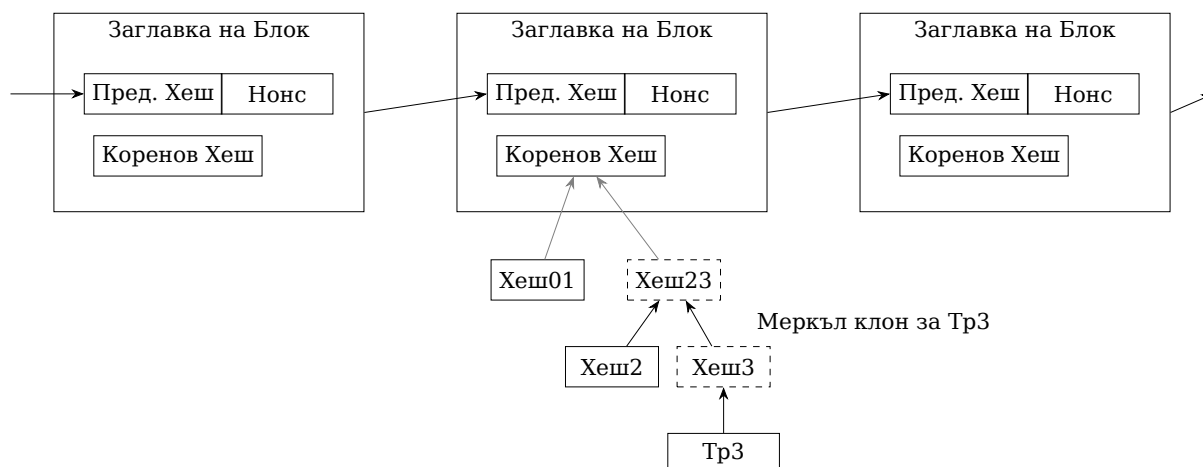 Заглавка на Блок
Заглавка на Блок
Заглавка на Блок
Пред. Хеш
Нонс
Пред. Хеш
Нонс
Пред. Хеш
Нонс
Коренов Хеш
Коренов Хеш
Коренов Хеш
Хеш01
Хеш23
Меркъл клон за Тр3
Хеш2
Хеш3
Тр3